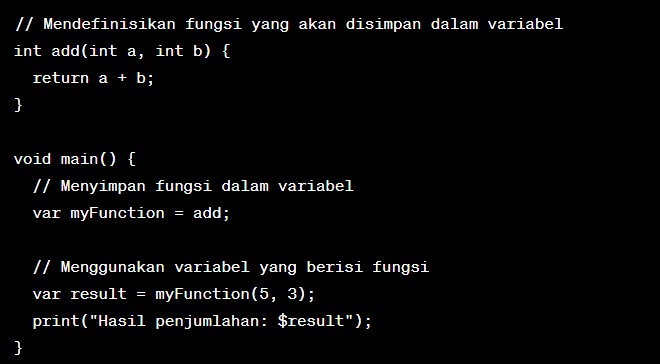 // Mendefinisikan fungsi yang akan disimpan dalam variabel
int add(int a, int b) {
  return a + b;
}

void main() {
  // Menyimpan fungsi dalam variabel
  var myFunction = add;

  // Menggunakan variabel yang berisi fungsi
  var result = myFunction(5, 3);
  print("Hasil penjumlahan: $result");
}